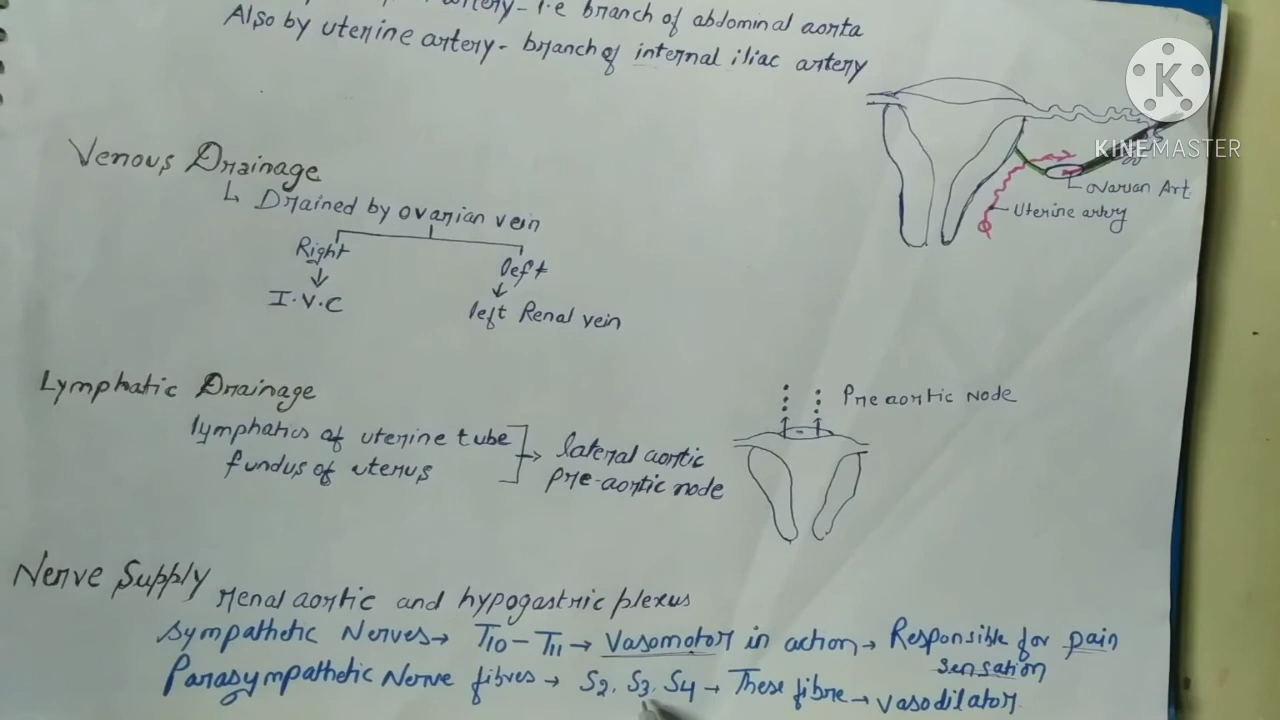 artery - i.e branch of abdominal aorta
Also by uterine artery - branch of internal iliac artery
K
KINEMASTER
ovarian Art.
Uterine artery
Venous Drainage
↳ Drained by ovarian vein
Right
left
I.V.C
left Renal vein
Lymphatic Drainage
lymphatics of uterine tube
fundus of uterus
→ lateral aortic
pre-aortic node
Pre aortic Node
Nerve Supply
Renal aortic and hypogastric plexus
Sympathetic Nerves → T10 - T11 → Vasomotor in action → Responsible for pain
sensation
Parasympathetic Nerve fibres → S2, S3, S4 → These fibre → vasodilator